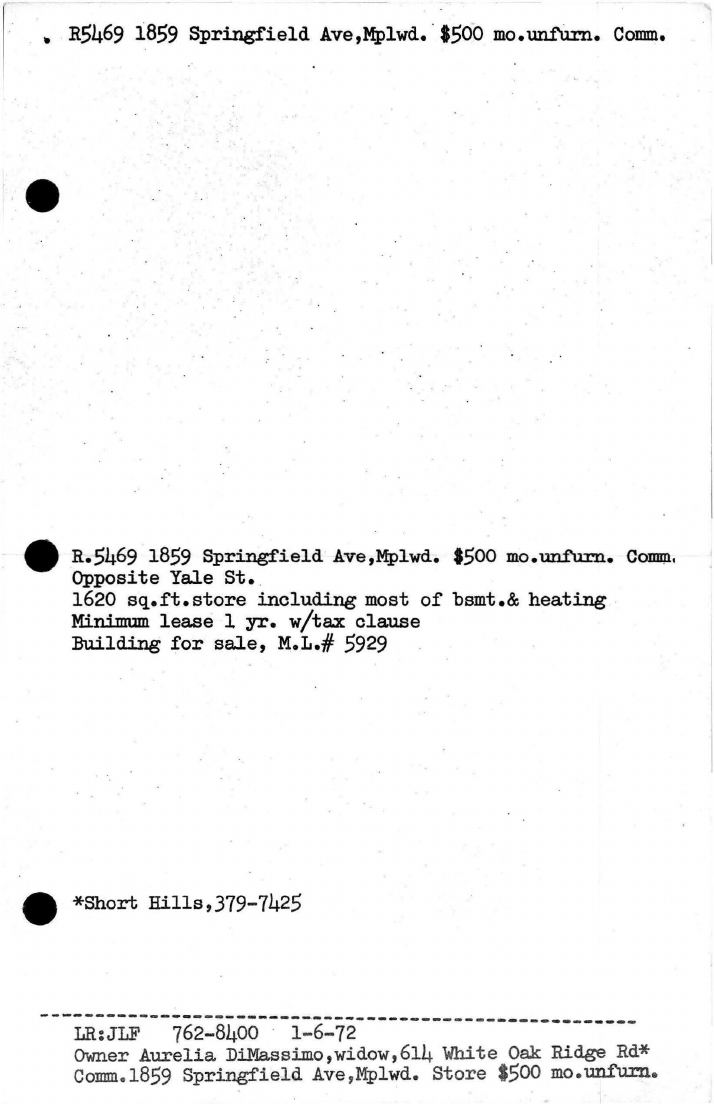 R5469 1859 Springfield Ave,Mplwd. $500 mo.unfurn. Comm.
R.5469 1859 Springfield Ave,Mplwd. $500 mo.unfurn. Comm.
Opposite Yale St.
1620 sq.ft.store including most of bsmt.& heating
Minimum lease 1 yr. w/tax clause
Building for sale, M.L.# 5929
*Short Hills,379-7425
LR:JLF 762-8400 1-6-72
Owner Aurelia DiMassimo,widow,614 White Oak Ridge Rd*
Comm.1859 Springfield Ave,Mplwd. Store $500 mo.unfurn.